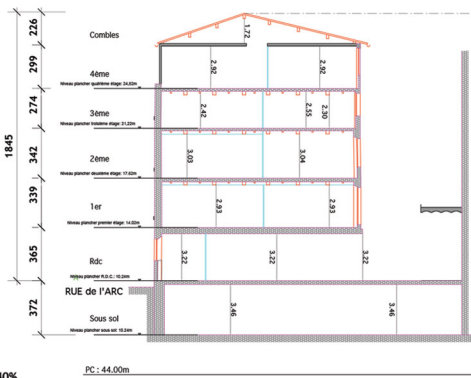 226
Combles
1.72
299
4ème
2.92
2.92
Niveau plancher quatrième étage: 24,02m
274
3ème
2.42
2.55
2.30
Niveau plancher troisième étage: 21,22m
1845
342
2ème
3.03
3.04
Niveau plancher deuxième étage: 17.62m
339
1er
2.93
2.93
Niveau plancher premier étage: 14.02m
365
Rdc
3.22
3.22
3.22
Niveau plancher R.D.C.: 10.24m
RUE de l'ARC
372
Sous sol
3.46
3.46
Niveau plancher sous sol: 10.24m
PC : 44.00m